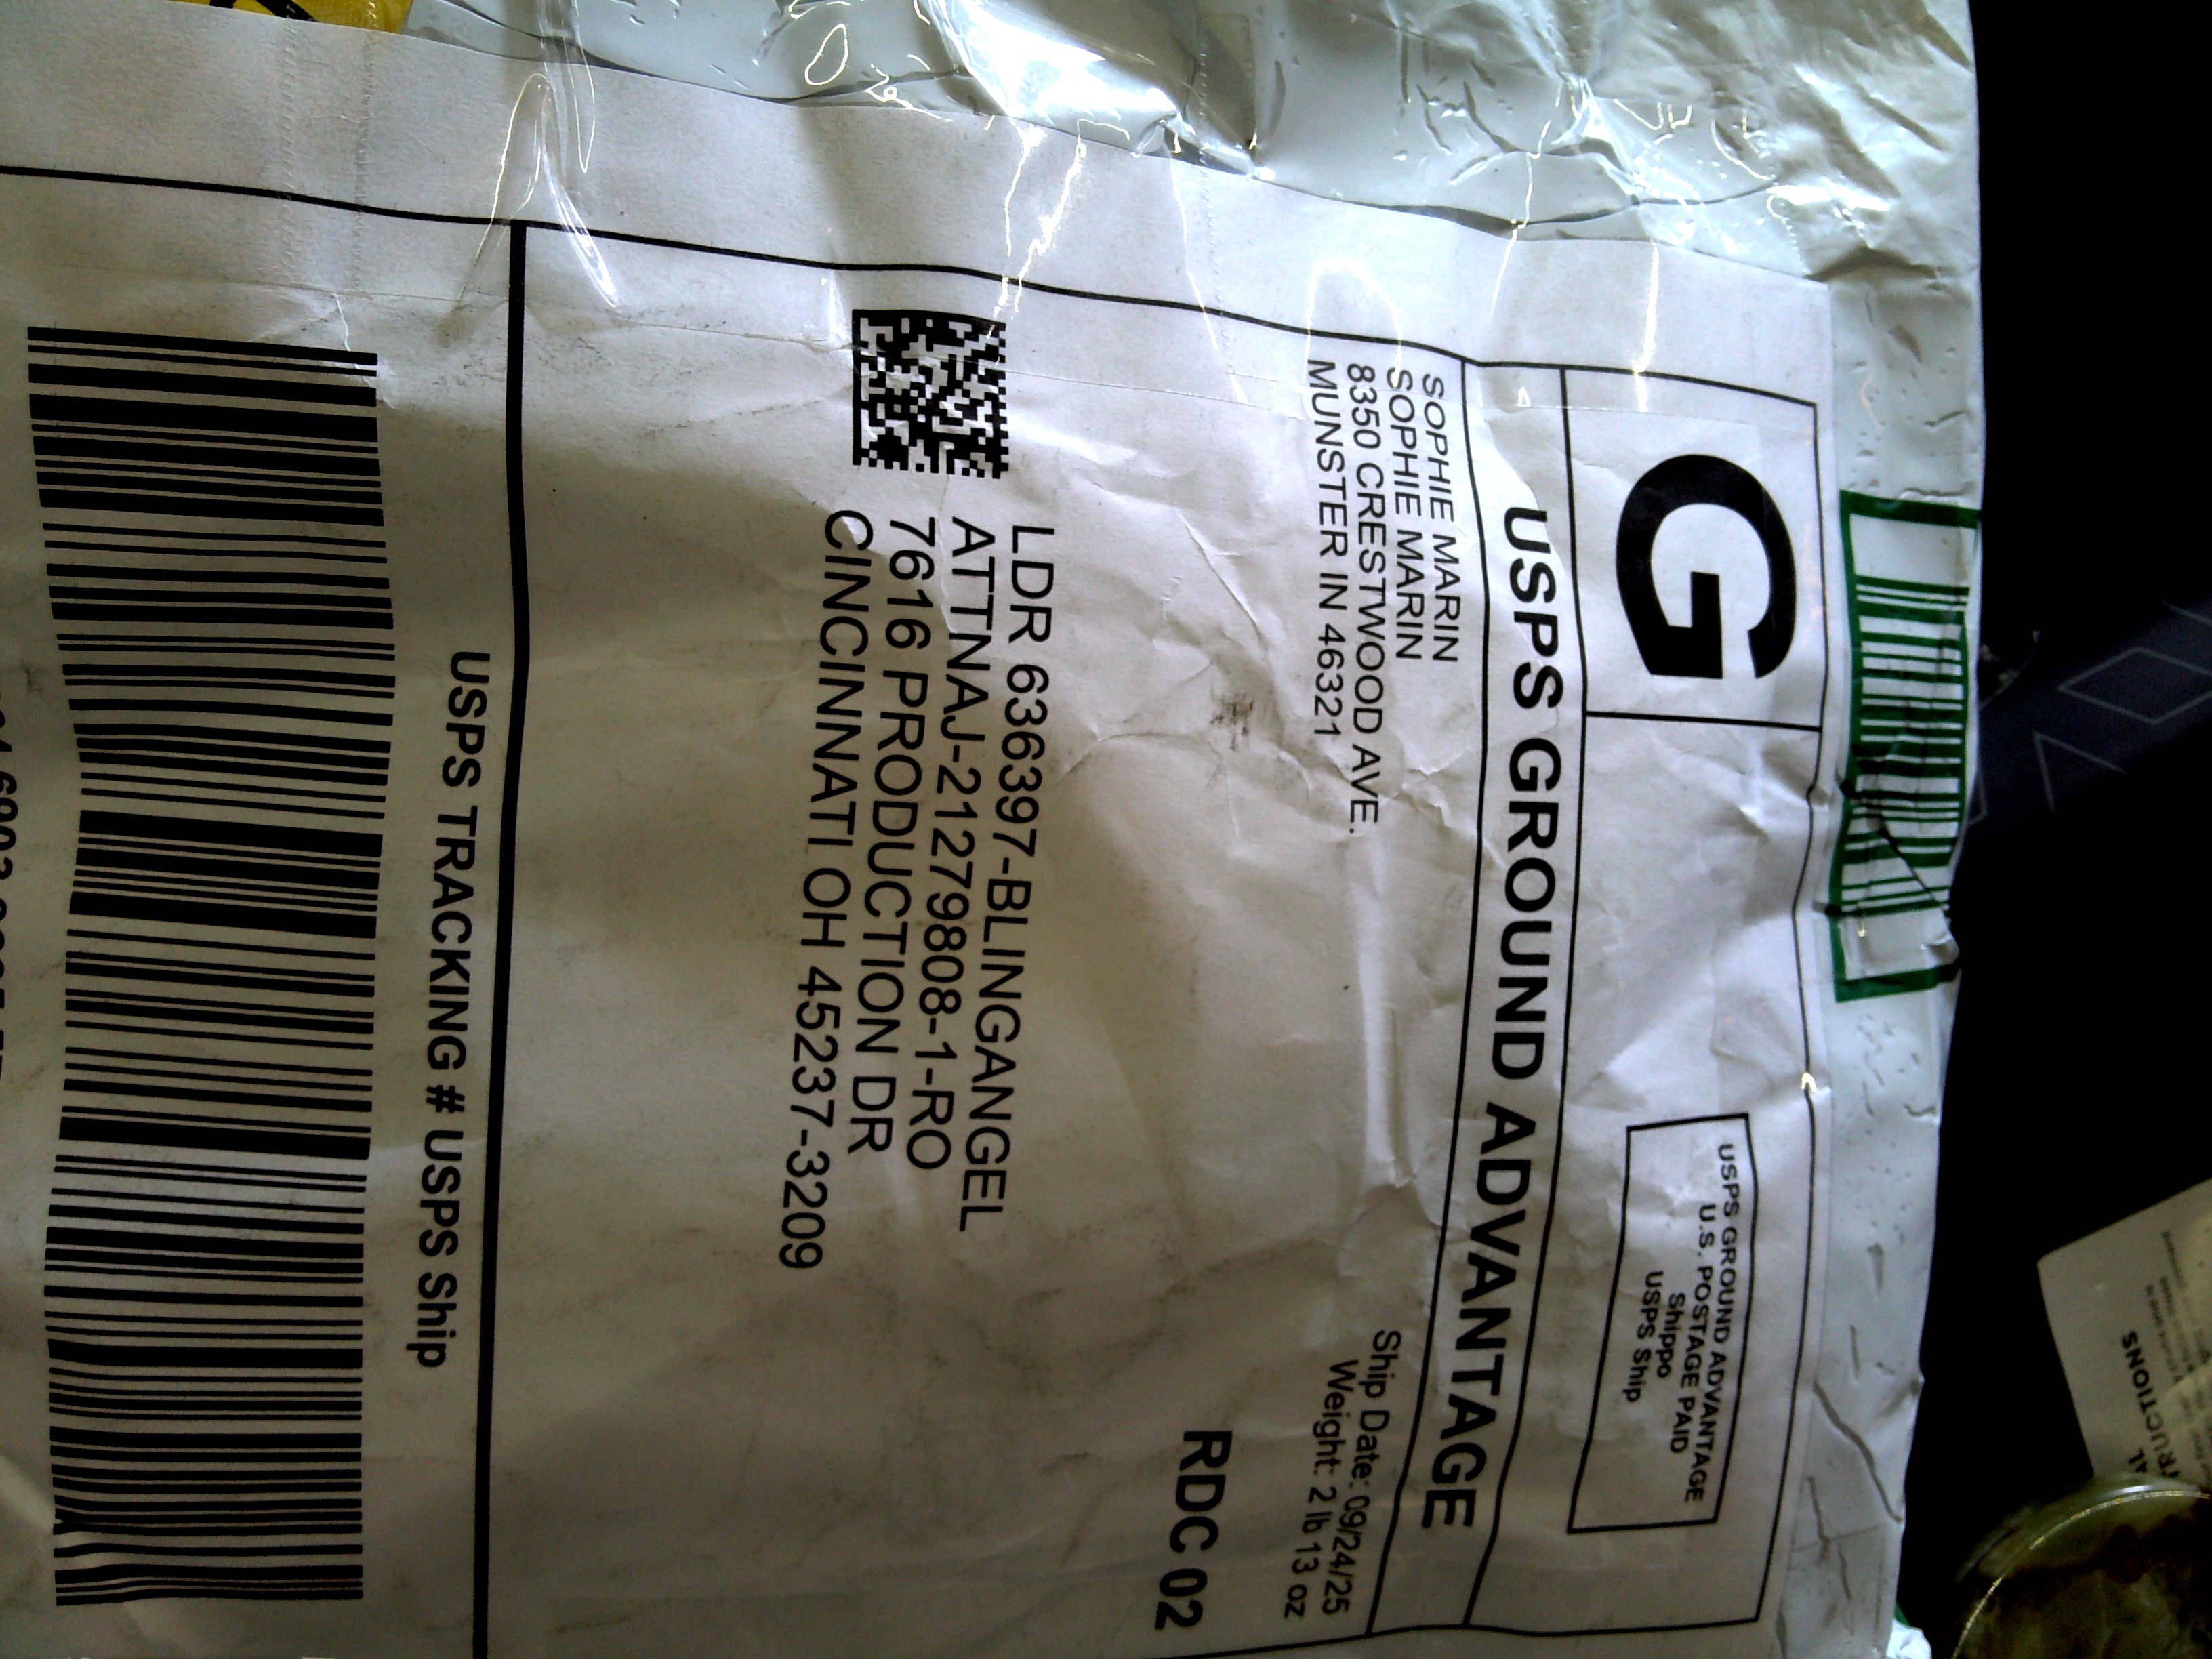 G
USPS GROUND ADVANTAGE
U.S. POSTAGE PAID
Shippo
USPS Ship
USPS GROUND ADVANTAGE
SOPHIE MARIN
SOPHIE MARIN
8350 CRESTWOOD AVE.
MUNSTER IN 46321
Ship Date: 09/24/25
Weight: 2 lb 13 oz
RDC 02
LDR 636397-BLINGANGEL
ATTNAJ-21279808-1-RO
7616 PRODUCTION DR
CINCINNATI OH 45237-3209
USPS TRACKING # USPS Ship